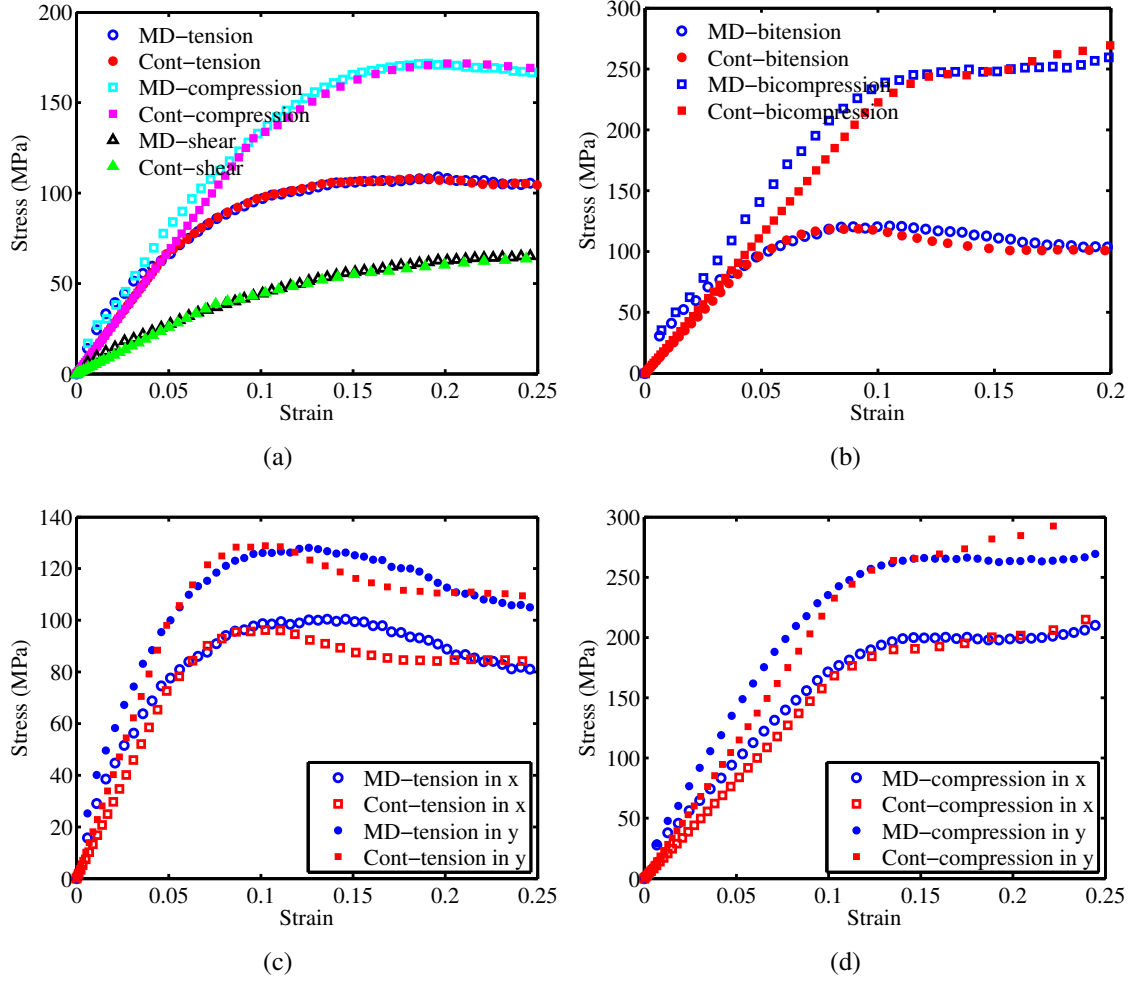 200
150
100
50
0
Stress (MPa)
MD−tension
Cont−tension
MD−compression
Cont−compression
MD−shear
Cont−shear
0 0.05 0.1 0.15 0.2 0.25
Strain
(a)
300
250
200
150
100
50
0
Stress (MPa)
MD−bitension
Cont−bitension
MD−bicompression
Cont−bicompression
0 0.05 0.1 0.15 0.2
Strain
(b)
140
120
100
80
60
40
20
0
Stress (MPa)
MD−tension in x
Cont−tension in x
MD−tension in y
Cont−tension in y
0 0.05 0.1 0.15 0.2 0.25
Strain
(c)
300
250
200
150
100
50
0
Stress (MPa)
MD−compression in x
Cont−compression in x
MD−compression in y
Cont−compression in y
0 0.05 0.1 0.15 0.2 0.25
Strain
(d)